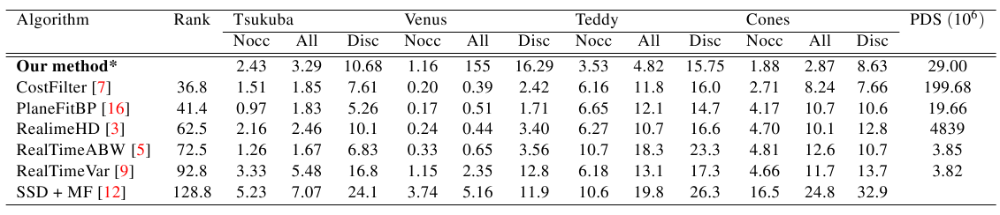 Algorithm Rank Tsukuba Venus Teddy Cones PDS (10^6)
Nocc All Disc Nocc All Disc Nocc All Disc Nocc All Disc
Our method* 2.43 3.29 10.68 1.16 155 16.29 3.53 4.82 15.75 1.88 2.87 8.63 29.00
CostFilter [7] 36.8 1.51 1.85 7.61 0.20 0.39 2.42 6.16 11.8 16.0 2.71 8.24 7.66 199.68
PlaneFitBP [16] 41.4 0.97 1.83 5.26 0.17 0.51 1.71 6.65 12.1 14.7 4.17 10.7 10.6 19.66
RealimeHD [3] 62.5 2.16 2.46 10.1 0.24 0.44 3.40 6.27 10.7 16.6 4.70 10.1 12.8 4839
RealTimeABW [5] 72.5 1.26 1.67 6.83 0.33 0.65 3.56 10.7 18.3 23.3 4.81 12.6 10.7 3.85
RealTimeVar [9] 92.8 3.33 5.48 16.8 1.15 2.35 12.8 6.18 13.1 17.3 4.66 11.7 13.7 3.82
SSD + MF [12] 128.8 5.23 7.07 24.1 3.74 5.16 11.9 10.6 19.8 26.3 16.5 24.8 32.9